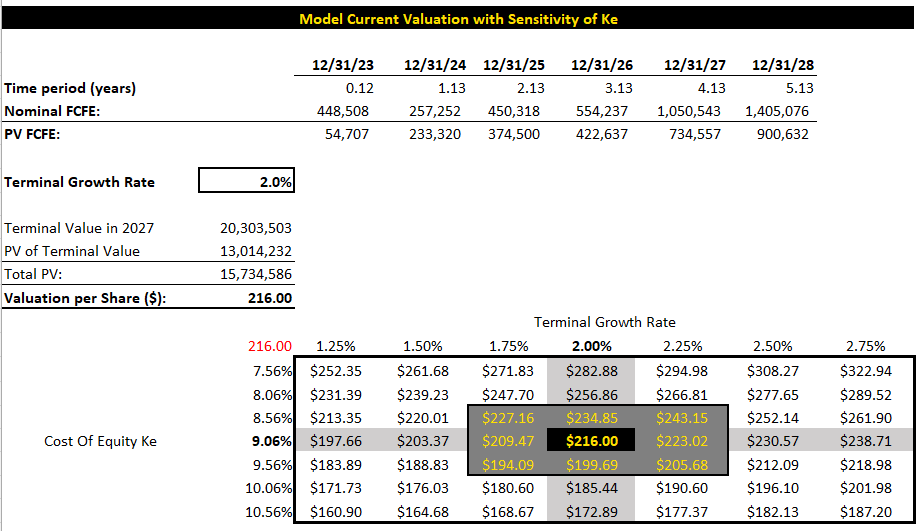 Model Current Valuation with Sensitivity of Ke
12/31/23 12/31/24 12/31/25 12/31/26 12/31/27 12/31/28
Time period (years) 0.12 1.13 2.13 3.13 4.13 5.13
Nominal FCFE: 448,508 257,252 450,318 554,237 1,050,543 1,405,076
PV FCFE: 54,707 233,320 374,500 422,637 734,557 900,632
Terminal Growth Rate 2.0%
Terminal Value in 2027 20,303,503
PV of Terminal Value 13,014,232
Total PV: 15,734,586
Valuation per Share ($): 216.00
Terminal Growth Rate
216.00 1.25% 1.50% 1.75% 2.00% 2.25% 2.50% 2.75%
7.56% $252.35 $261.68 $271.83 $282.88 $294.98 $308.27 $322.94
8.06% $231.39 $239.23 $247.70 $256.86 $266.81 $277.65 $289.52
8.56% $213.35 $220.01 $227.16 $234.85 $243.15 $252.14 $261.90
Cost Of Equity Ke 9.06% $197.66 $203.37 $209.47 $216.00 $223.02 $230.57 $238.71
9.56% $183.89 $188.83 $194.09 $199.69 $205.68 $212.09 $218.98
10.06% $171.73 $176.03 $180.60 $185.44 $190.60 $196.10 $201.98
10.56% $160.90 $164.68 $168.67 $172.89 $177.37 $182.13 $187.20